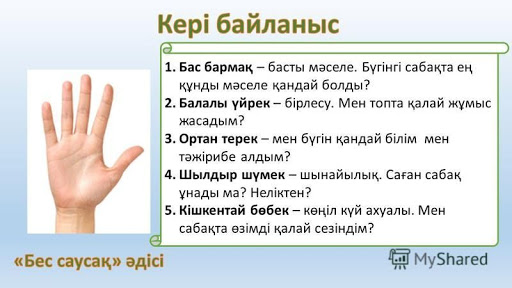 Кері байланыс
1. Бас бармақ – басты мәселе. Бүгінгі сабақта ең
құнды мәселе қандай болды?
2. Балалы үйрек – бірлесу. Мен топта қалай жұмыс
жасадым?
3. Ортан терек – мен бүгін қандай білім мен
тәжірибе алдым?
4. Шылдыр шүмек – шынайылық. Саған сабақ
ұнады ма? Неліктен?
5. Кішкентай бөбек – көңіл күй ахуалы. Мен
сабақта өзімді қалай сезіндім?
«Бес саусақ» әдісі
MyShared